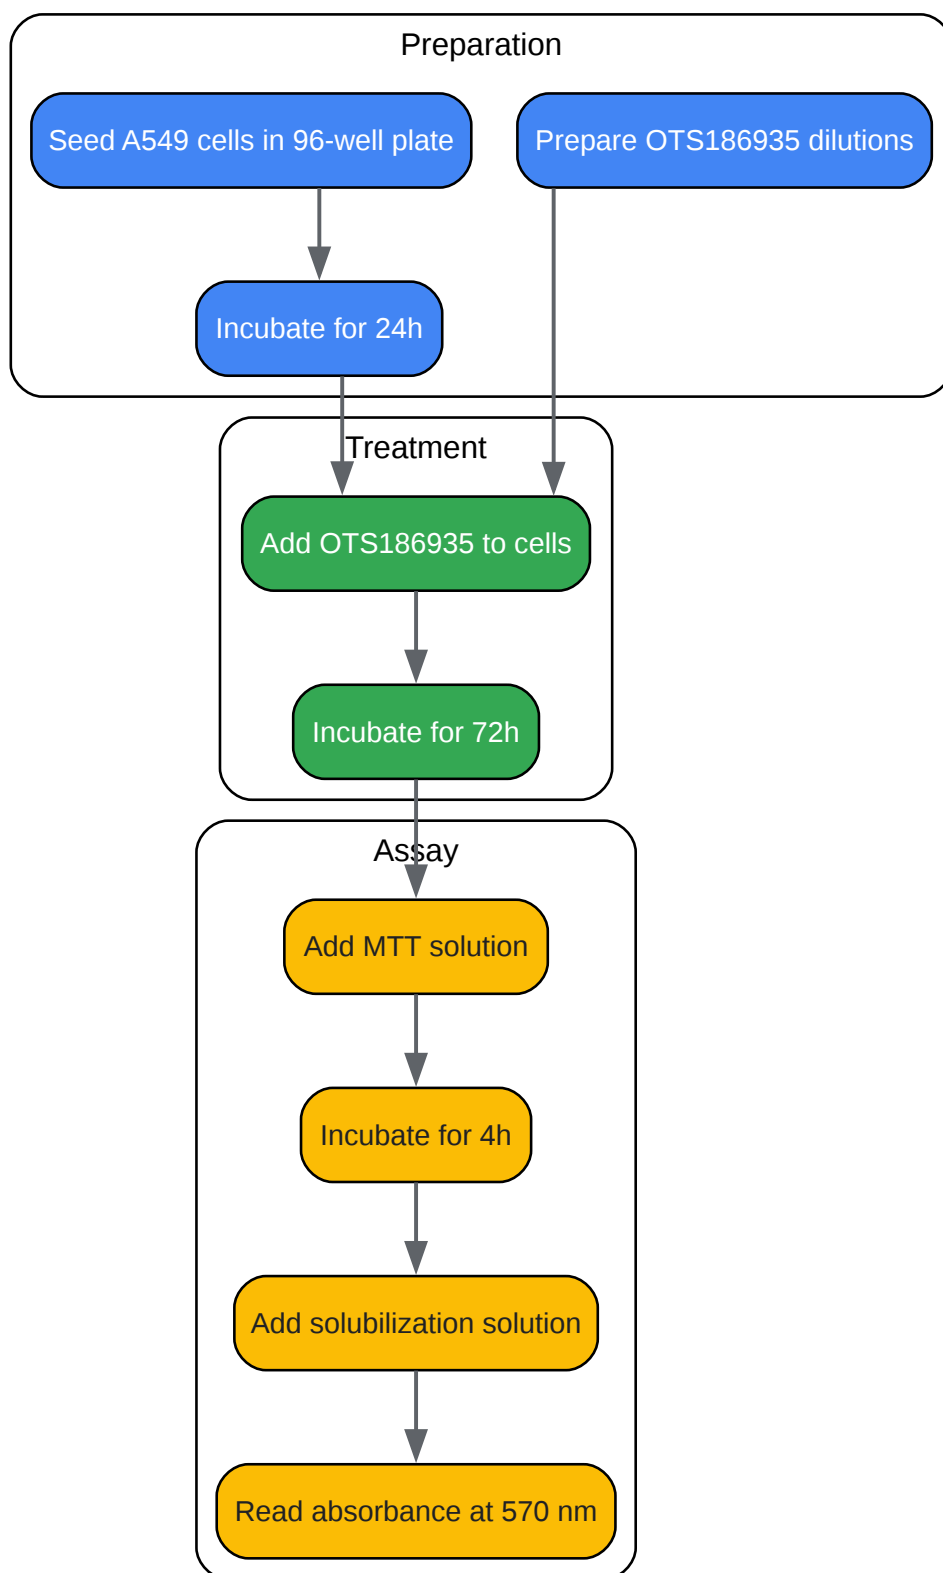 Preparation
Seed A549 cells in 96-well plate
Prepare OTS186935 dilutions
Incubate for 24h
Treatment
Add OTS186935 to cells
Incubate for 72h
Assay
Add MTT solution
Incubate for 4h
Add solubilization solution
Read absorbance at 570 nm